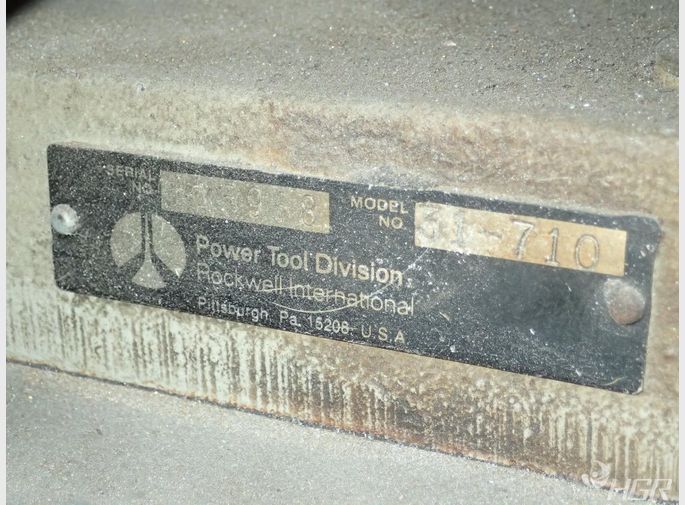 SERIAL NO.
MODEL NO. 31-710
Power Tool Division
Rockwell International
Pittsburgh, Pa. 15208, U.S.A
HGR